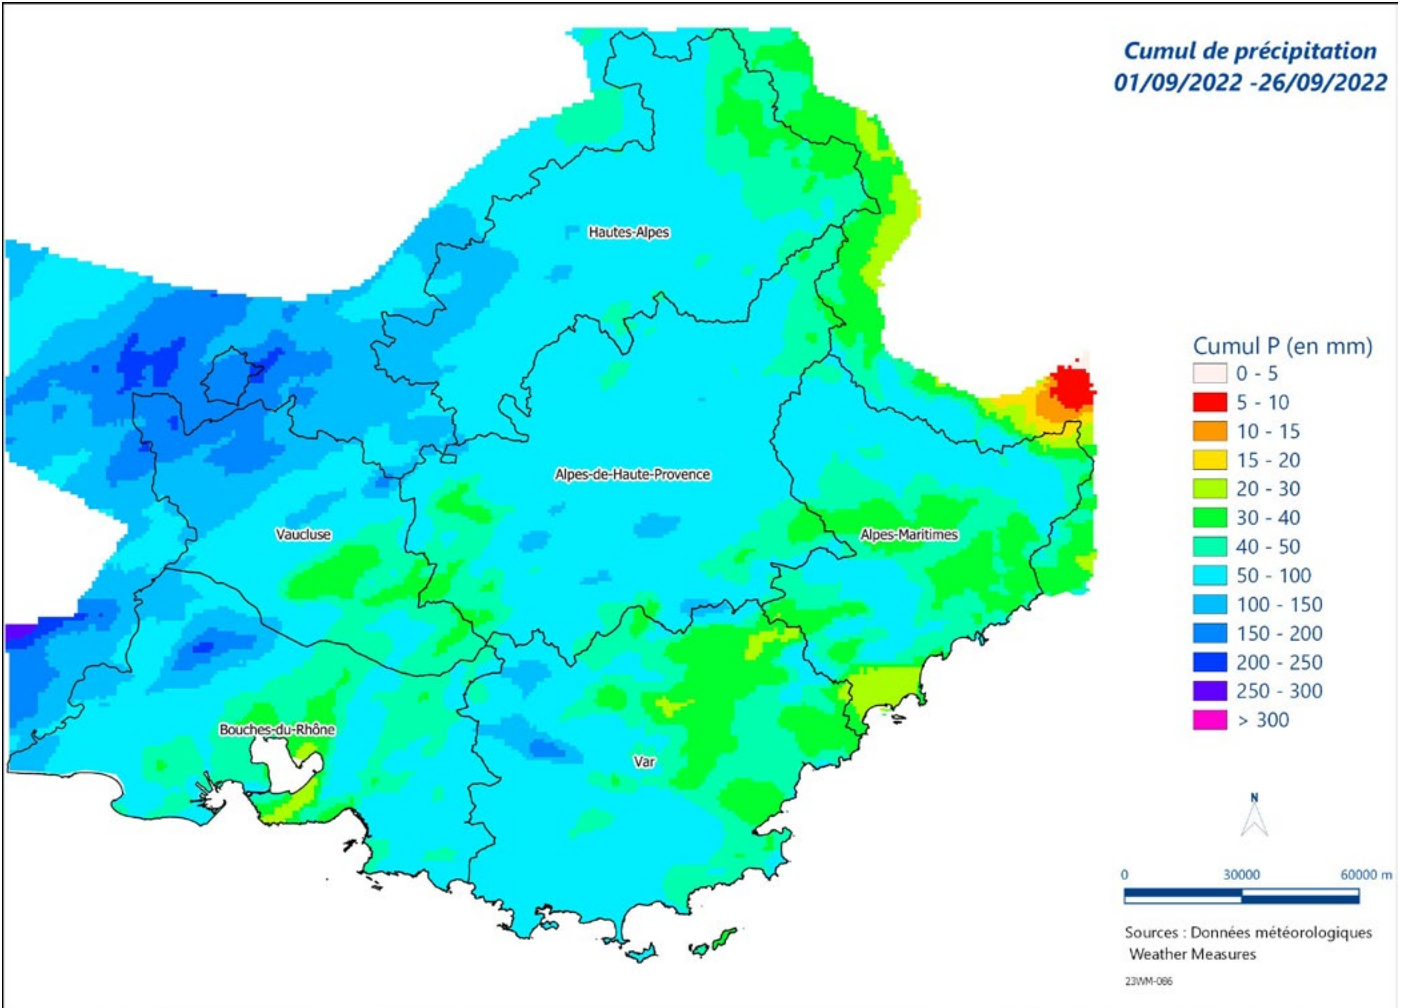 Cumul de précipitation
01/09/2022 -26/09/2022
Hautes-Alpes
Alpes-de-Haute-Provence
Vaucluse
Alpes-Maritimes
Bouches-du-Rhône
Var
Cumul P (en mm)
0 - 5
5 - 10
10 - 15
15 - 20
20 - 30
30 - 40
40 - 50
50 - 100
100 - 150
150 - 200
200 - 250
250 - 300
> 300
N
0 30000 60000 m
Sources : Données météorologiques
Weather Measures
23WM-086